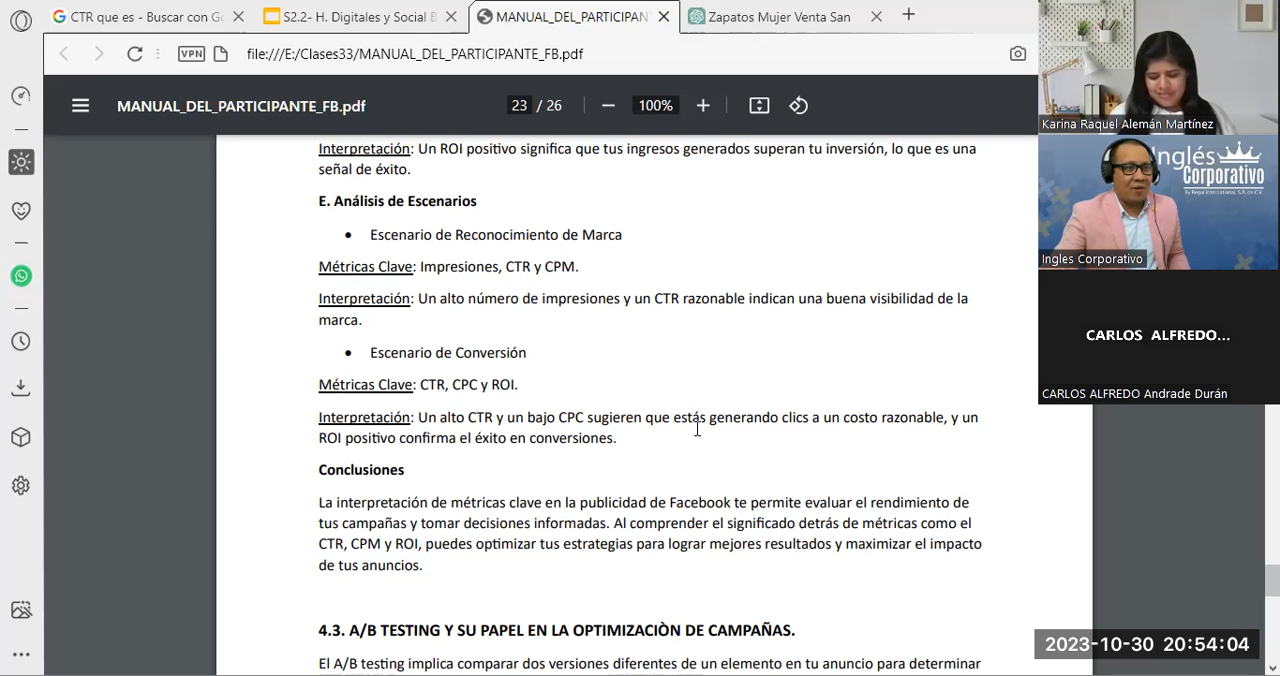 CTR que es - Buscar con Go
S2.2- H. Digitales y Social B
MANUAL_DEL_PARTICIPAN
Zapatos Mujer Venta San
VPN
file:///E:/Clases33/MANUAL_DEL_PARTICIPANTE_FB.pdf
MANUAL_DEL_PARTICIPANTE_FB.pdf
23 / 26
100%
Interpretación: Un ROI positivo significa que tus ingresos generados superan tu inversión, lo que es una
señal de éxito.
E. Análisis de Escenarios
• Escenario de Reconocimiento de Marca
Métricas Clave: Impresiones, CTR y CPM.
Interpretación: Un alto número de impresiones y un CTR razonable indican una buena visibilidad de la
marca.
• Escenario de Conversión
Métricas Clave: CTR, CPC y ROI.
Interpretación: Un alto CTR y un bajo CPC sugieren que estás generando clics a un costo razonable, y un
ROI positivo confirma el éxito en conversiones.
Conclusiones
La interpretación de métricas clave en la publicidad de Facebook te permite evaluar el rendimiento de
tus campañas y tomar decisiones informadas. Al comprender el significado detrás de métricas como el
CTR, CPM y ROI, puedes optimizar tus estrategias para lograr mejores resultados y maximizar el impacto
de tus anuncios.
4.3. A/B TESTING Y SU PAPEL EN LA OPTIMIZACIÒN DE CAMPAÑAS.
El A/B testing implica comparar dos versiones diferentes de un elemento en tu anuncio para determinar
Karina Raquel Alemán Martínez
Inglés
Corporativo
By Regal International, S.A. de C.V.
Ingles Corporativo
CARLOS ALFREDO...
CARLOS ALFREDO Andrade Durán
2023-10-30 20:54:04